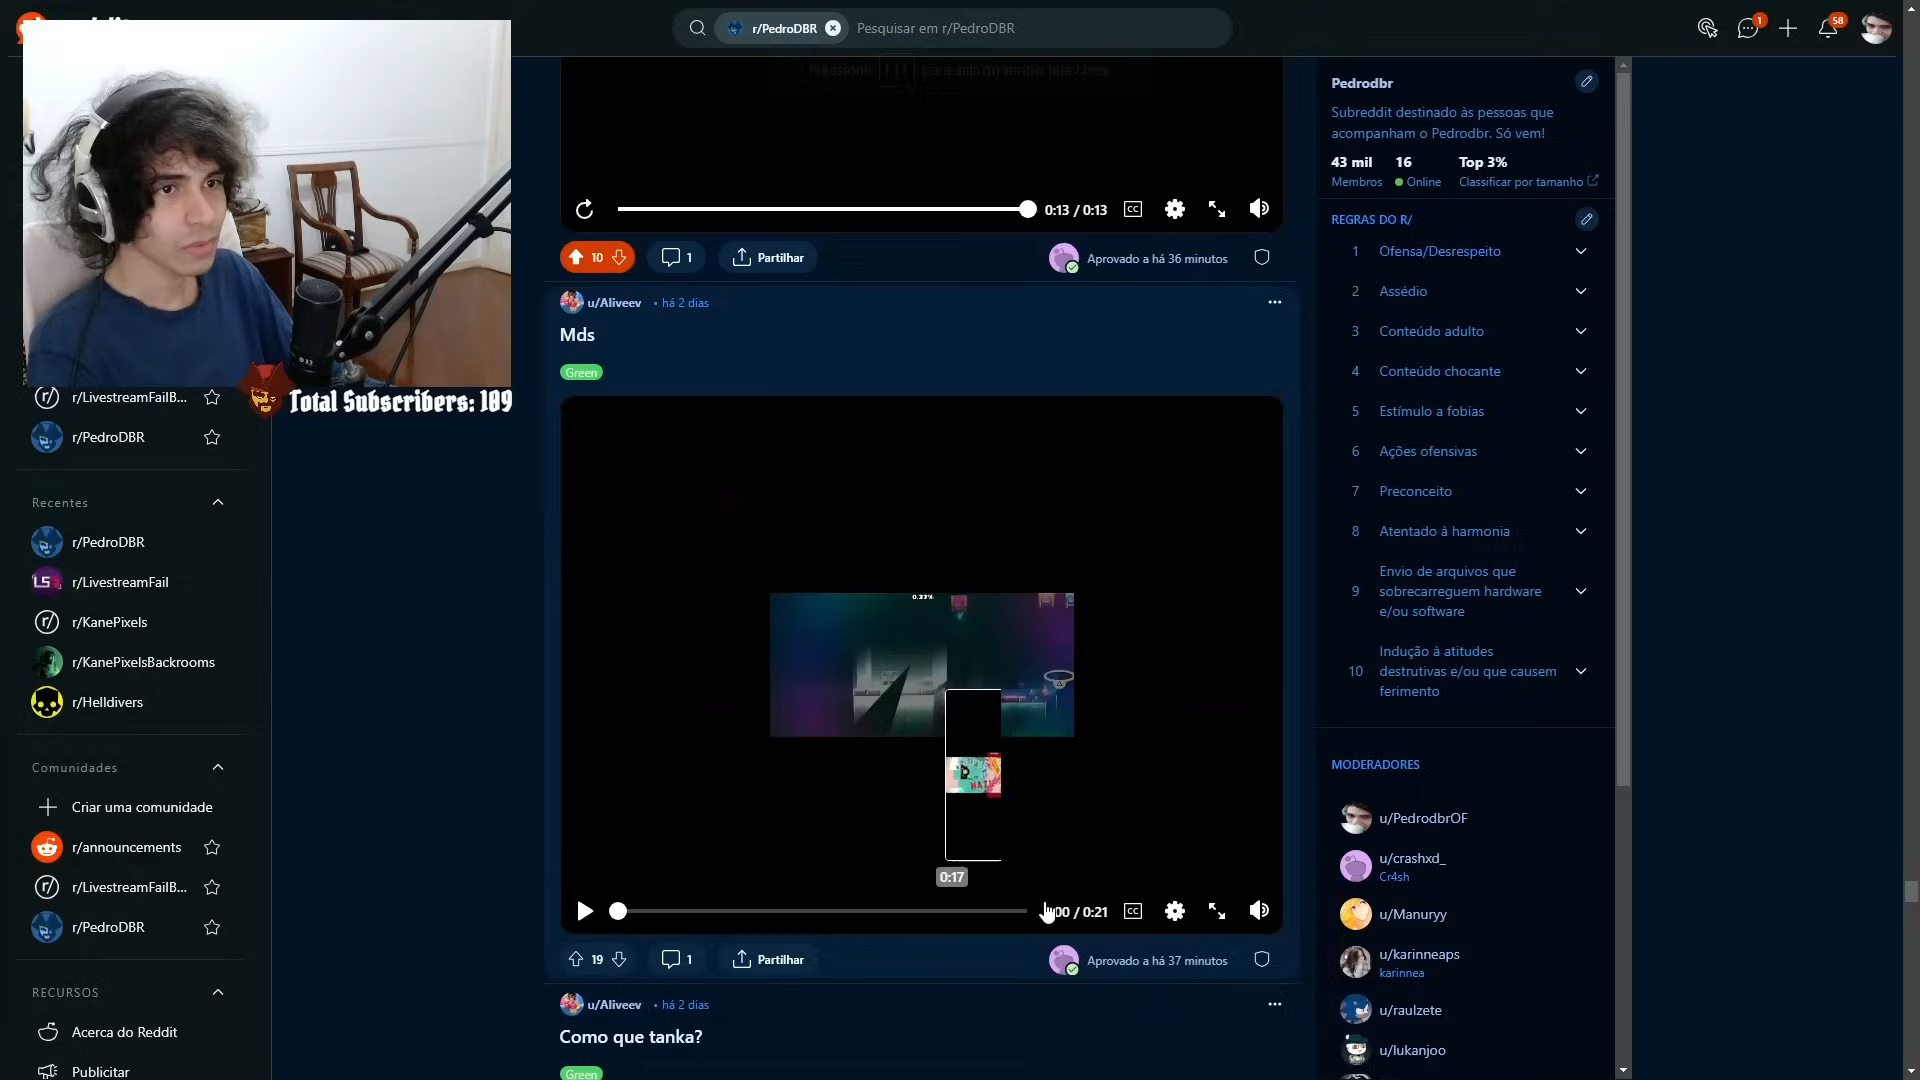 r/PedroDBR
Pesquisar em r/PedroDBR
1
58
0:13 / 0:13
CC
10
1
Partilhar
Aprovado a há 36 minutos
u/Aliveev • há 2 dias
Mds
Green
0.37%
0:17
00 / 0:21
CC
19
1
Partilhar
Aprovado a há 37 minutos
u/Aliveev • há 2 dias
Como que tanka?
Green
Total Subscribers: 109
r/LivestreamFailB...
r/PedroDBR
Recentes
r/PedroDBR
r/LivestreamFail
r/KanePixels
r/KanePixelsBackrooms
r/Helldivers
Comunidades
Criar uma comunidade
r/announcements
r/LivestreamFailB...
r/PedroDBR
RECURSOS
Acerca do Reddit
Publicitar
Pedrodbr
Subreddit destinado às pessoas que
acompanham o Pedrodbr. Só vem!
43 mil 16 Top 3%
Membros Online Classificar por tamanho
REGRAS DO R/
1 Ofensa/Desrespeito
2 Assédio
3 Conteúdo adulto
4 Conteúdo chocante
5 Estímulo a fobias
6 Ações ofensivas
7 Preconceito
8 Atentado à harmonia
9 Envio de arquivos que
sobrecarreguem hardware
e/ou software
10 Indução à atitudes
destrutivas e/ou que causem
ferimento
MODERADORES
u/PedrodbrOF
u/crashxd_
Cr4sh
u/Manuryy
u/karinneaps
karinnea
u/raulzete
u/lukanjoo